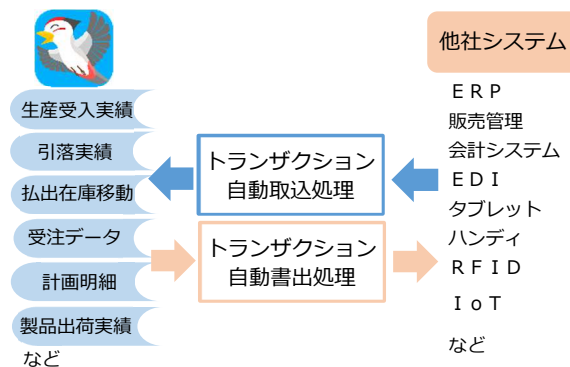 生産受入実績
引落実績
払出在庫移動
受注データ
計画明細
製品出荷実績
など
トランザクション
自動取込処理
トランザクション
自動書出処理
他社システム
ＥＲＰ
販売管理
会計システム
ＥＤＩ
タブレット
ハンディ
ＲＦＩＤ
ＩｏＴ
など